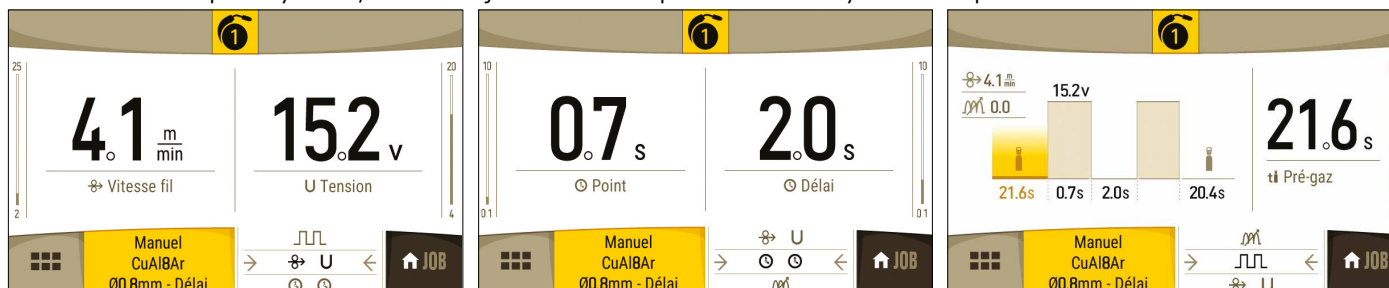 1
25
20
4.1 m/min
15.2 v
Vitesse fil
U Tension
2
4
Manuel
CuAl8Ar
Ø0.8mm - Délai
U
JOB
1
10
10
0.7 s
2.0 s
Point
Délai
0.1
0.1
Manuel
CuAl8Ar
Ø0.8mm - Délai
U
JOB
1
4.1 m/min
0.0
15.2v
21.6s 0.7s 2.0s 20.4s
21.6 s
Pré-gaz
Manuel
CuAl8Ar
Ø0.8mm - Délai
U
JOB